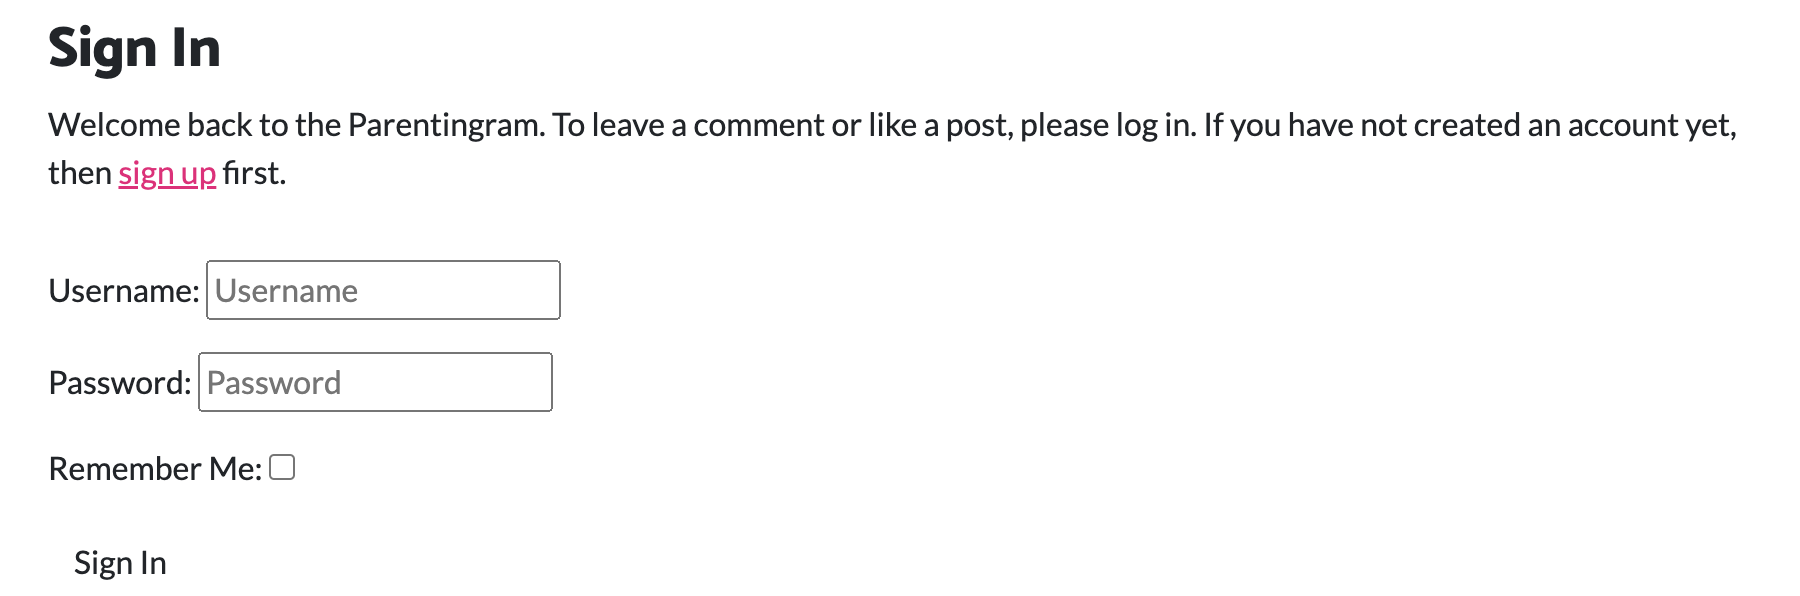 Sign In
Welcome back to the Parentingram. To leave a comment or like a post, please log in. If you have not created an account yet,
then sign up first.
Username: Username
Password: Password
Remember Me:
Sign In